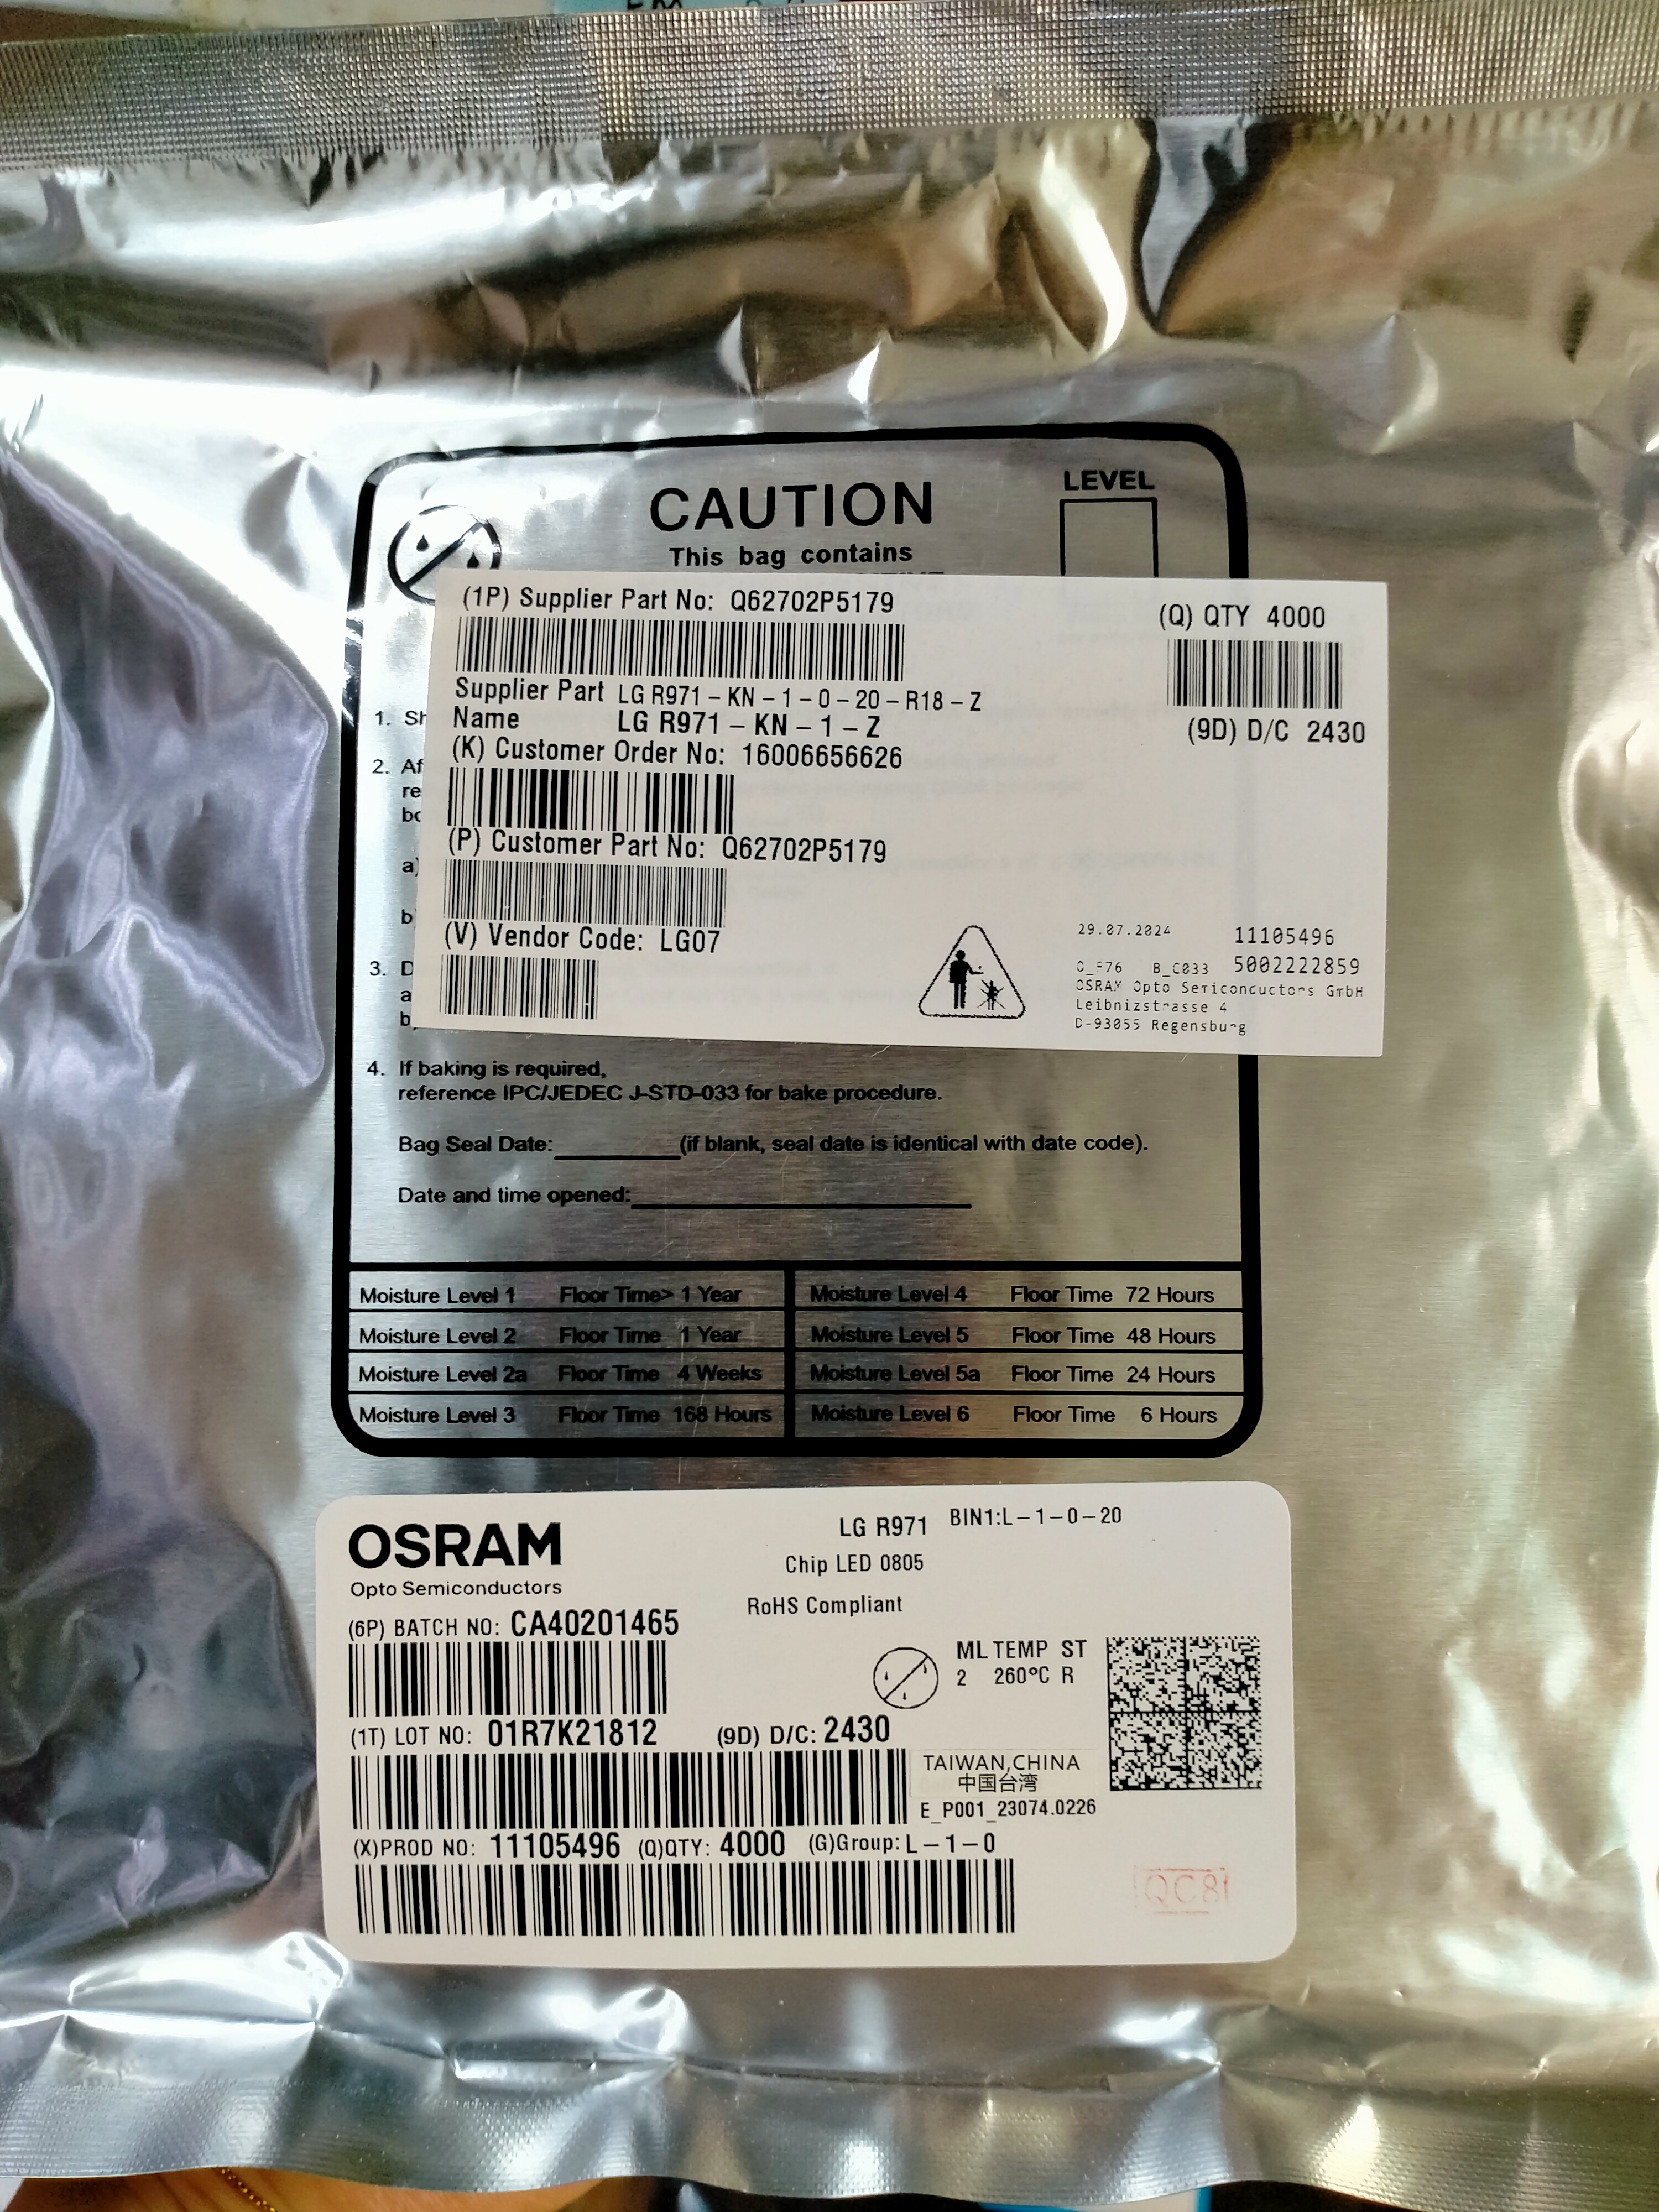 CAUTION
LEVEL
This bag contains
(1P) Supplier Part No: Q62702P5179
(Q) QTY 4000
Supplier Part LG R971 – KN – 1 – 0 – 20 – R18 – Z
Name LG R971 – KN – 1 – Z
(9D) D/C 2430
(K) Customer Order No: 16006656626
(P) Customer Part No: Q62702P5179
(V) Vendor Code: LG07
29.07.2024 11105496
B_C033 5002222859
OSRAM Opto Semiconductors GmbH
Leibnizstrasse 4
D-93055 Regensburg
1.
2.
a)
b)
3.
4. If baking is required,
reference IPC/JEDEC J-STD-033 for bake procedure.
Bag Seal Date: (if blank, seal date is identical with date code).
Date and time opened:
Moisture Level 1 Floor Time> 1 Year Moisture Level 4 Floor Time 72 Hours
Moisture Level 2 Floor Time 1 Year Moisture Level 5 Floor Time 48 Hours
Moisture Level 2a Floor Time 4 Weeks Moisture Level 5a Floor Time 24 Hours
Moisture Level 3 Floor Time 168 Hours Moisture Level 6 Floor Time 6 Hours
OSRAM
Opto Semiconductors
LG R971 BIN1:L–1–0–20
Chip LED 0805
RoHS Compliant
(6P) BATCH NO: CA40201465
ML TEMP ST
2 260°C R
(1T) LOT NO: 01R7K21812 (9D) D/C: 2430
TAIWAN,CHINA
中国台湾
E_P001_23074.0226
(X)PROD NO: 11105496 (Q)QTY: 4000 (G)Group: L–1–0
QC8